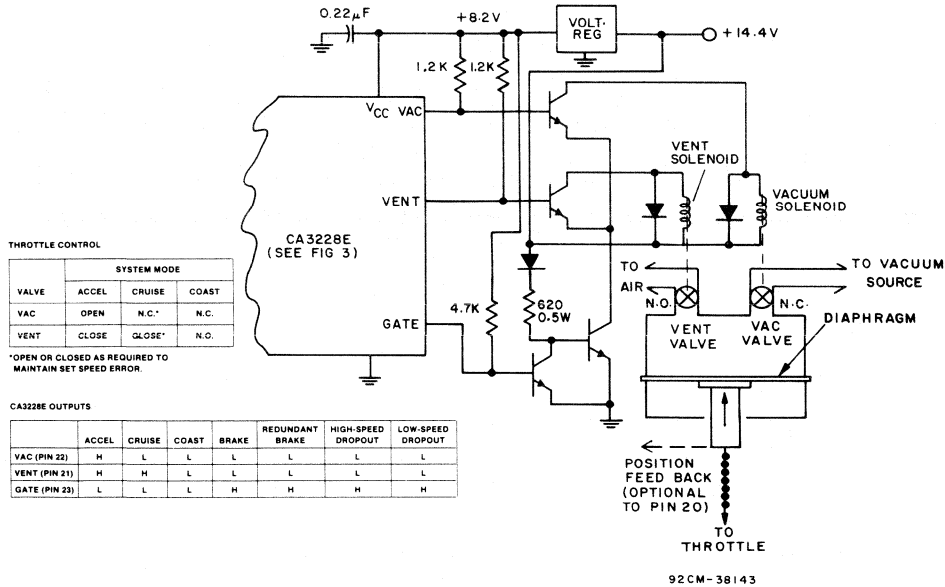 0.22µF
+8.2V
VOLT-
REG
+14.4V
1.2K
1.2K
VCC VAC
VENT
SOLENOID
VACUUM
SOLENOID
VENT
CA3228E
(SEE FIG 3)
GATE
4.7K
620
0.5W
TO
AIR
N.O.
N.C.
TO VACUUM
SOURCE
VENT
VALVE
VAC
VALVE
DIAPHRAGM
POSITION
FEED BACK
(OPTIONAL
TO PIN 20)
TO
THROTTLE
THROTTLE CONTROL
SYSTEM MODE
VALVE ACCEL CRUISE COAST
VAC OPEN N.C.* N.C.
VENT CLOSE GLOSE* N.O.
*OPEN OR CLOSED AS REQUIRED TO
MAINTAIN SET SPEED ERROR.
CA3228E OUTPUTS
ACCEL CRUISE COAST BRAKE REDUNDANT BRAKE HIGH-SPEED DROPOUT LOW-SPEED DROPOUT
VAC (PIN 22) H L L L L L L
VENT (PIN 21) H H L L L L L
GATE (PIN 23) L L L H H H H
92CM-38143